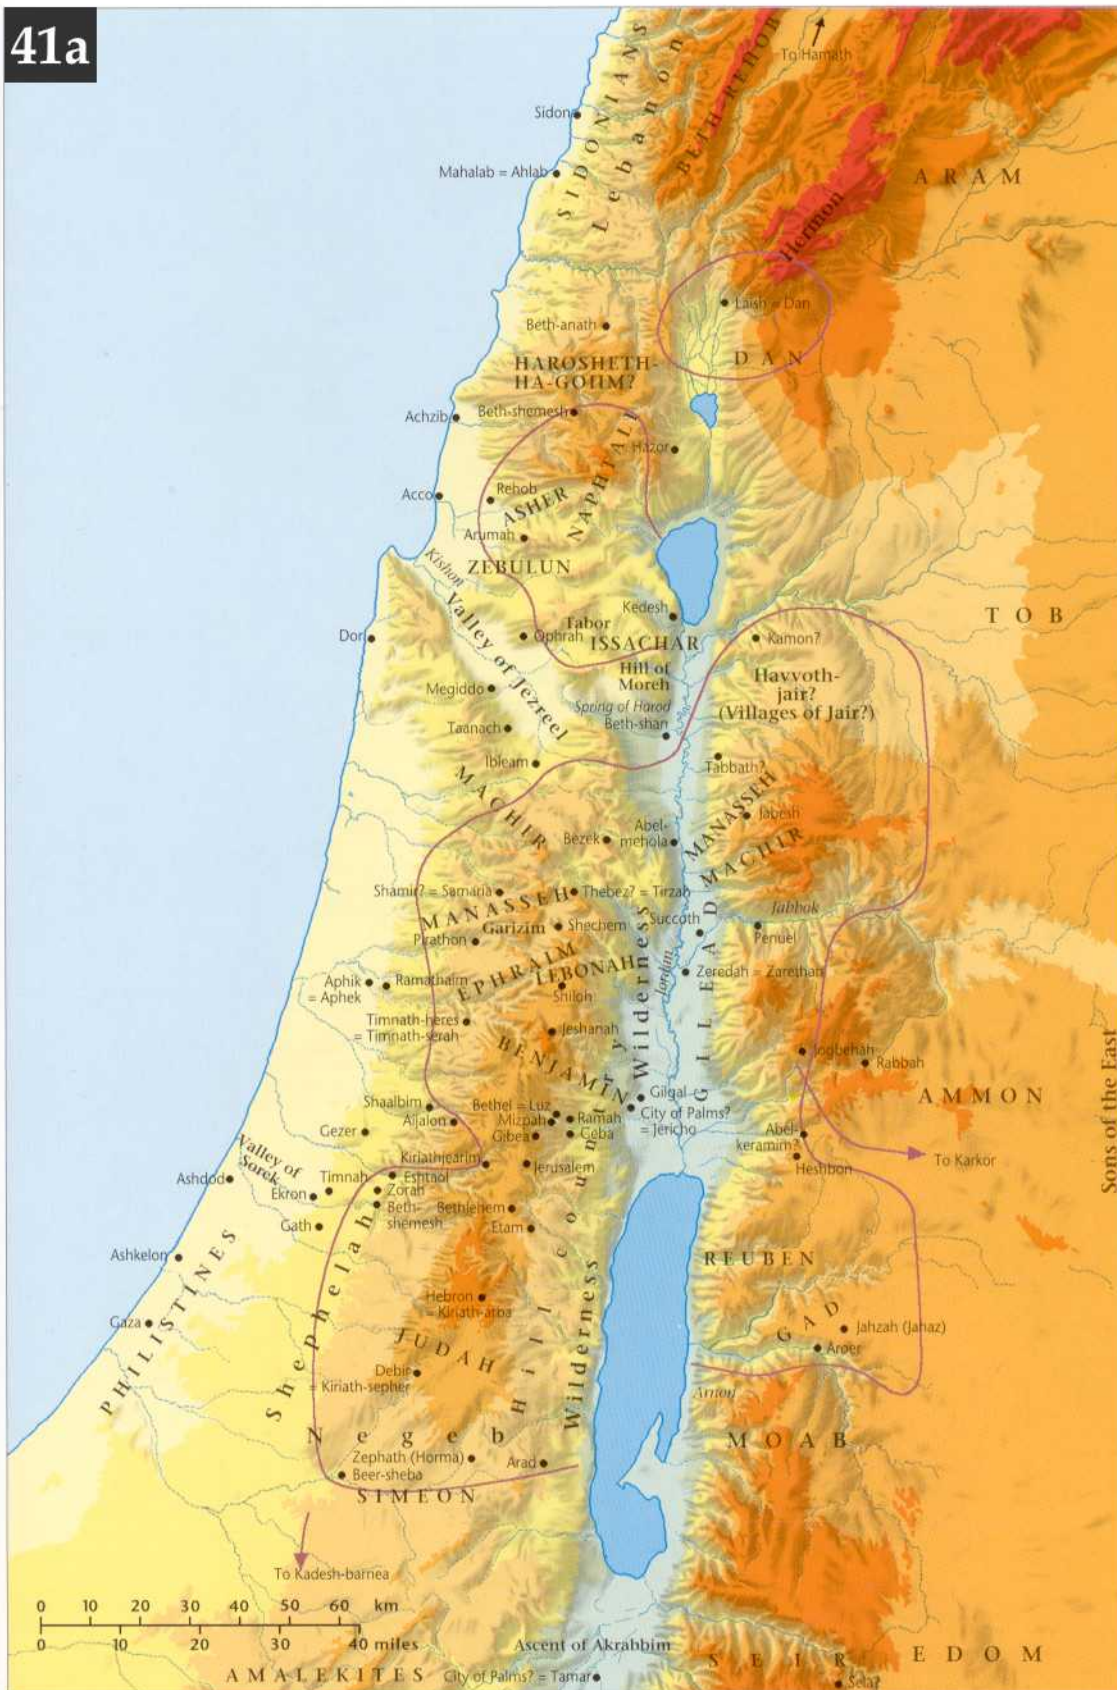 41a
To Hamath
SIDONIANS
Lebanon
BETH REHOB
Sidon
Mahalab = Ahlab
ARAM
Hermon
Laish = Dan
DAN
Beth-anath
HAROSHETH-
HA-GOIIM?
Achzib
Beth-shemesh
Hazor
NAPHTALI
Acco
Rehob
ASHER
Arumah
ZEBULUN
Kishon
Valley of Jezreel
Kedesh
TOB
Dor
Ophrah
Tabor
ISSACHAR
Kamon?
Hill of
Moreh
Havvoth-
jair?
(Villages of Jair?)
Megiddo
Spring of Harod
Beth-shan
Taanach
Ibleam
Tabbath?
MACHIR
MANASSEH
Jabesh
Bezek
Abel-
mehola
MACHIR
Shamir? = Samaria
Thebez? = Tirzah
MANASSEH
Jabbok
Garizim
Shechem
Succoth
Penuel
Pirathon
EPHRAIM
LEBONAH
Wilderness
Jordan
GILEAD
Zeredah = Zarethan
Aphik
= Aphek
Ramathaim
Shiloh
Timnath-heres
= Timnath-serah
Jeshanah
BENJAMIN
Jogbehah
Rabbah
Sons of the East
AMMON
Gilgal
City of Palms?
= Jericho
Shaalbim
Bethel = Luz
Aijalon
Mizpah
Ramah
Gezer
Gibea
Geba
Abel-
keramim?
To Karkor
Kiriathjearim
Jerusalem
Heshbon
Valley of
Sorek
Ashdod
Timnah
Eshtaol
Ekron
Zorah
Beth-
shemesh
Bethlehem
Gath
Etam
Ashkelon
REUBEN
PHILISTINES
Shephelah
Hill country
Wilderness
Hebron
= Kiriath-arba
GAD
Jahzah (Jahaz)
Gaza
Aroer
JUDAH
Debir
= Kiriath-sepher
Arnon
Negeb
MOAB
Zephath (Horma)
Arad
Beer-sheba
SIMEON
To Kadesh-barnea
0 10 20 30 40 50 60 km
0 10 20 30 40 miles
Ascent of Akrabbim
AMALEKITES
City of Palms? = Tamar
SEIR
EDOM
Sela?